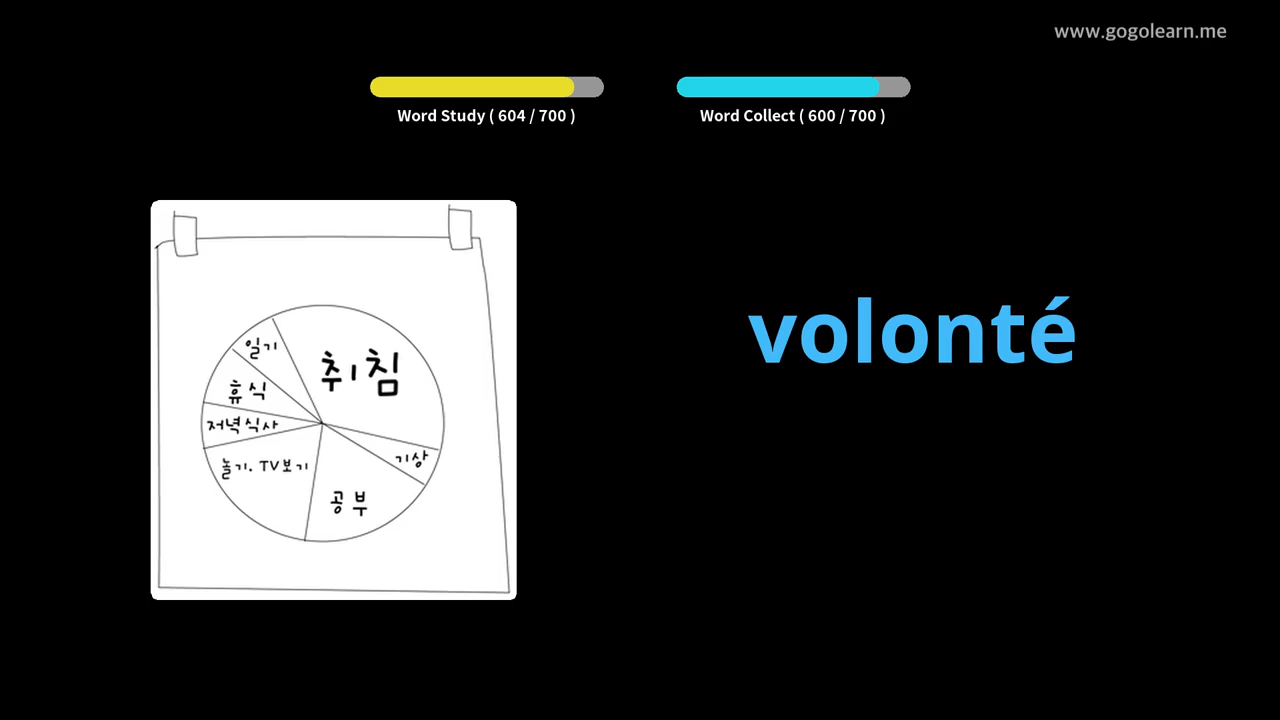 www.gogolearn.me
Word Study ( 604 / 700 )
Word Collect ( 600 / 700 )
일기
취침
휴식
저녁식사
기상
놀기. TV보기
공부
volonté